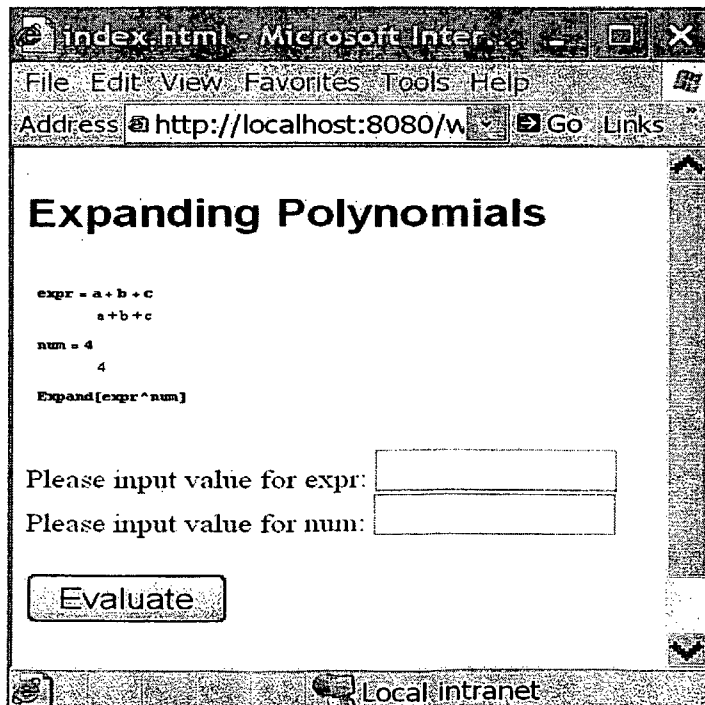 index.html - Microsoft Inter...
File Edit View Favorites Tools Help
Address http://localhost:8080/w Go Links »
Expanding Polynomials
expr = a + b + c
a+b+c
num = 4
4
Expand[expr^num]
Please input value for expr:
Please input value for num:
Evaluate
Local intranet